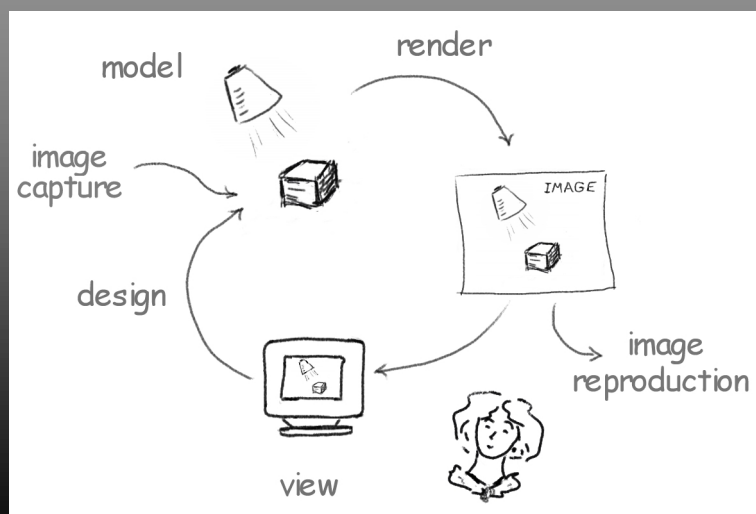 render
model
image
capture
IMAGE
design
image
reproduction
view